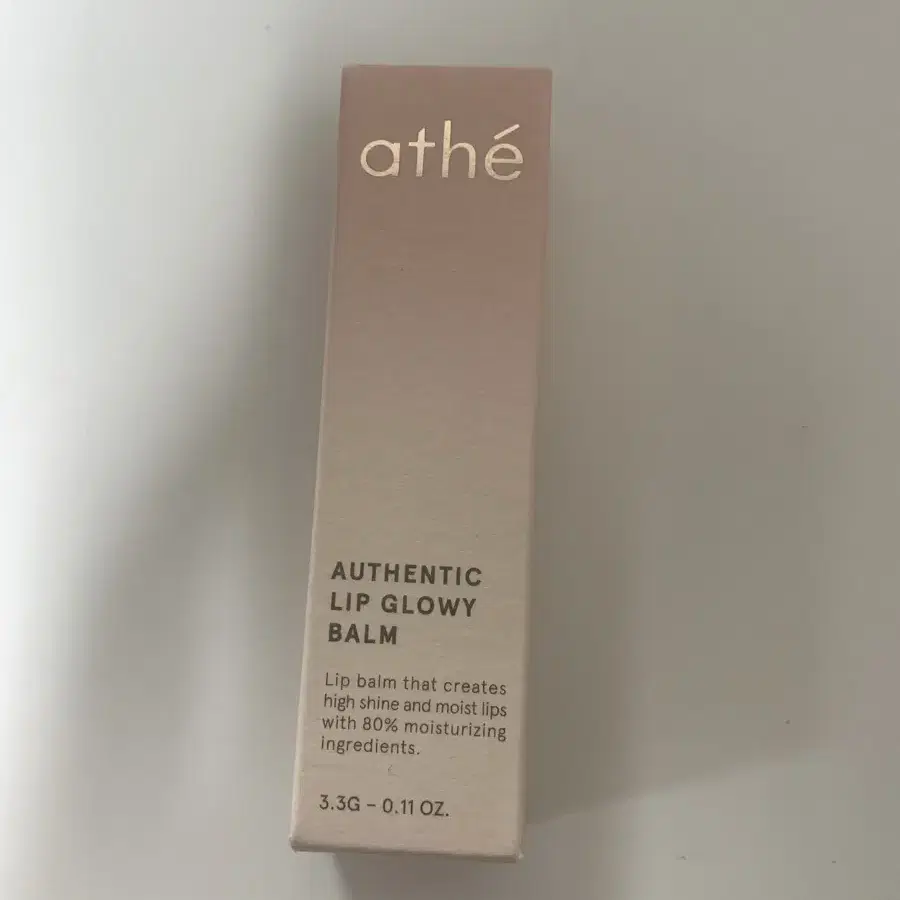 athé
AUTHENTIC
LIP GLOWY
BALM
Lip balm that creates
high shine and moist lips
with 80% moisturizing
ingredients.
3.3G – 0.11 OZ.